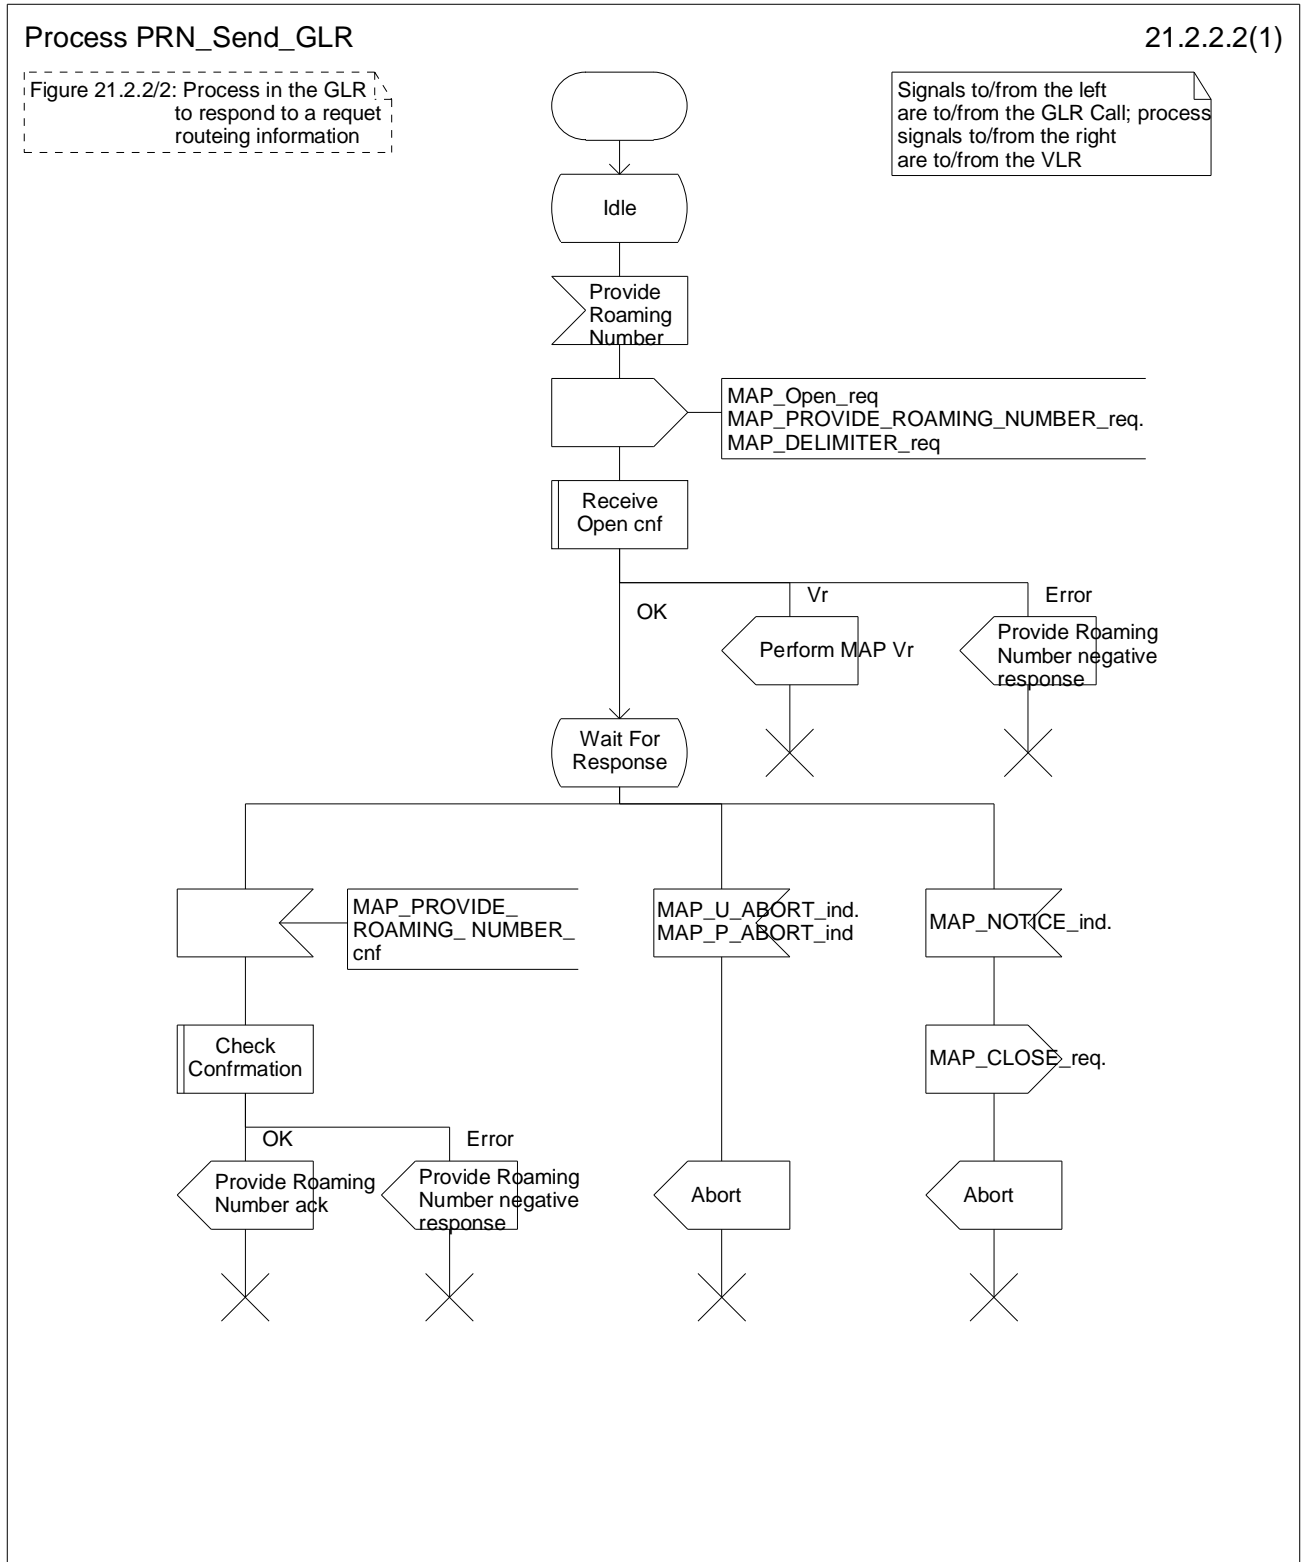 Process PRN_Send_GLR
21.2.2.2(1)
Figure 21.2.2/2: Process in the GLR
to respond to a requet
routeing information
Signals to/from the left
are to/from the GLR Call; process
signals to/from the right
are to/from the VLR
Idle
Provide
Roaming
Number
MAP_Open_req
MAP_PROVIDE_ROAMING_NUMBER_req.
MAP_DELIMITER_req
Receive
Open cnf
OK
Vr
Error
Perform MAP Vr
Provide Roaming
Number negative
response
Wait For
Response
MAP_PROVIDE_
ROAMING_ NUMBER_
cnf
MAP_U_ABORT_ind.
MAP_P_ABORT_ind
MAP_NOTICE_ind.
Check
Confrmation
MAP_CLOSE_req.
OK
Error
Provide Roaming
Number ack
Provide Roaming
Number negative
response
Abort
Abort